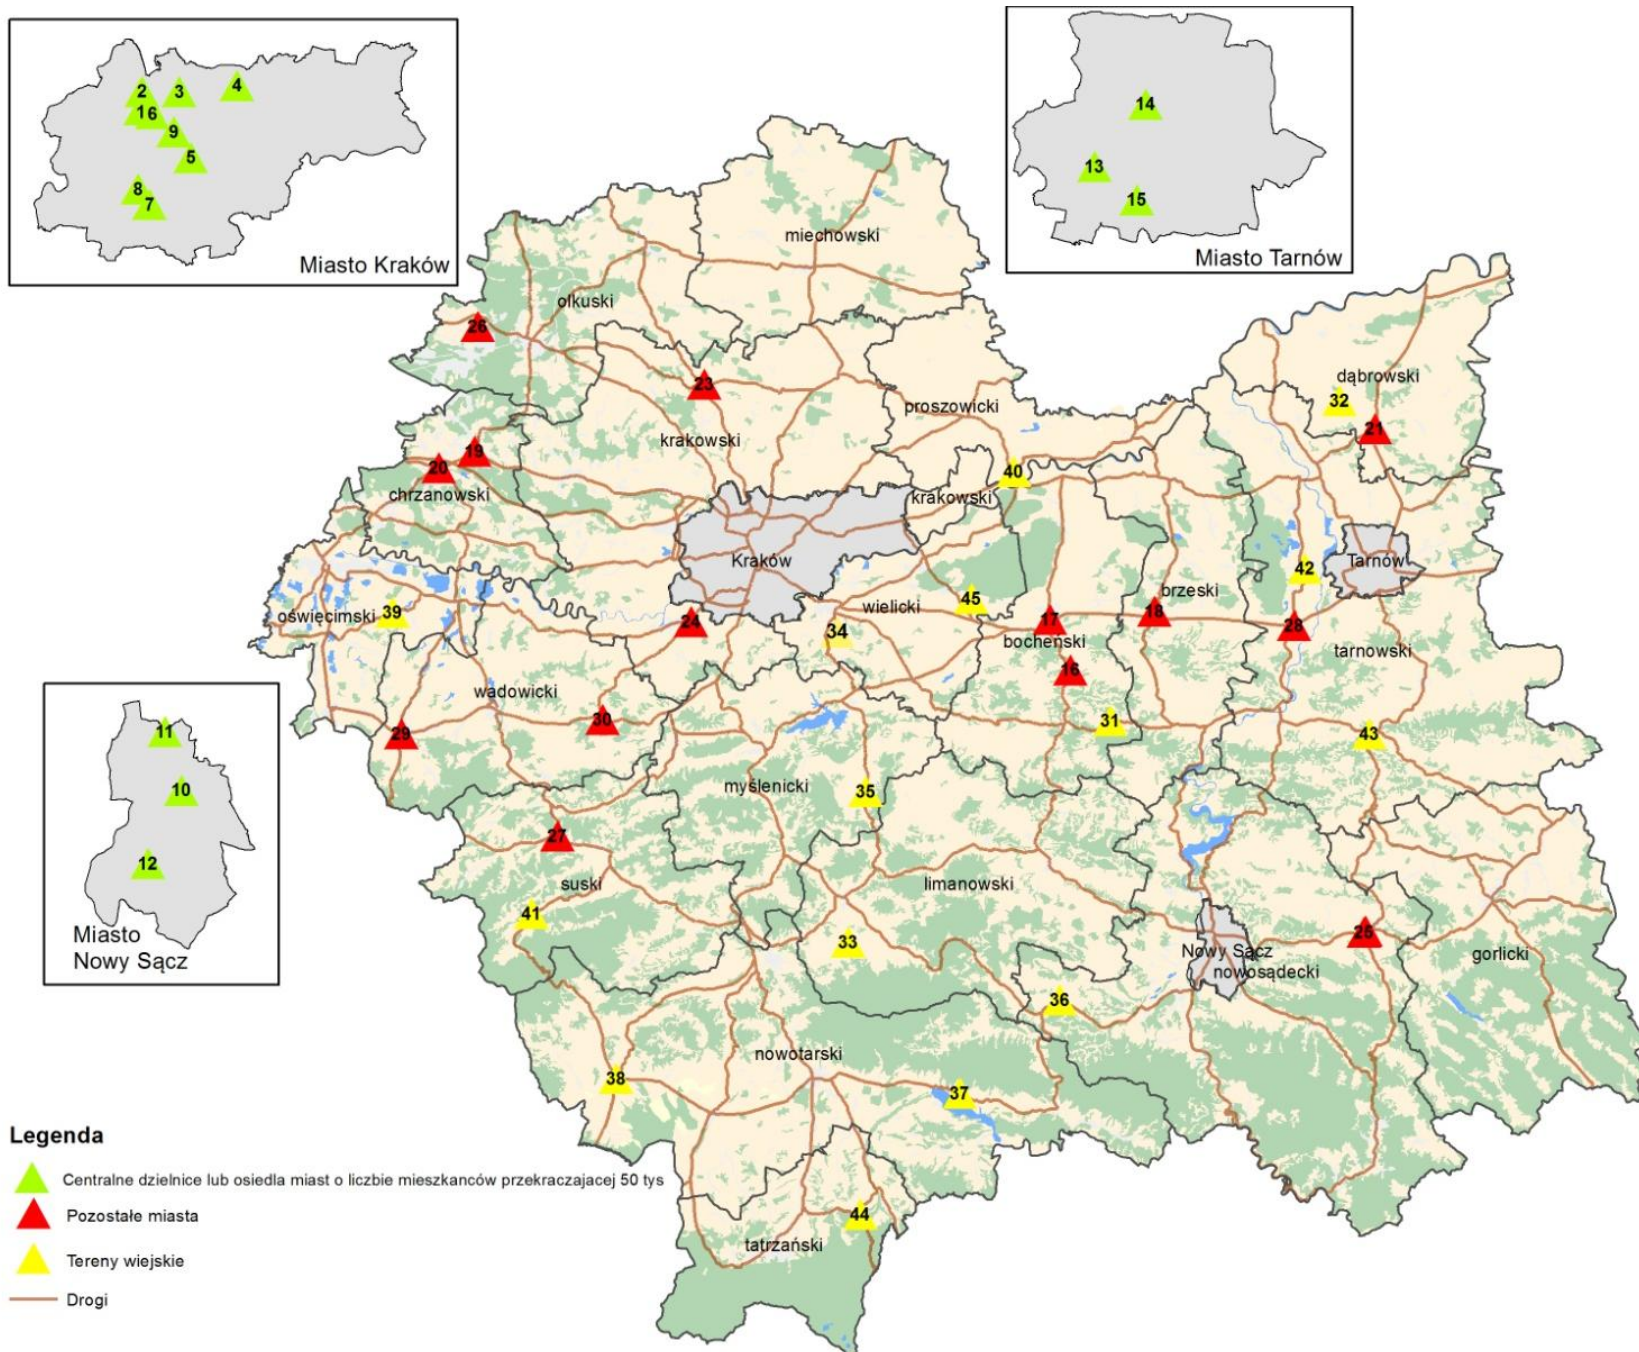 2
3
4
1
6
9
5
8
7
Miasto Kraków
14
13
15
Miasto Tarnów
miechowski
olkuski
26
dąbrowski
32
23
21
proszowicki
krakowski
19
20
40
chrzanowski
krakowski
Kraków
Tarnów
42
brzeski
45
wielicki
oświęcimski
39
18
17
24
28
34
bocheński
tarnowski
16
wadowicki
30
31
29
43
11
10
12
Miasto
Nowy Sącz
myślenicki
35
27
suski
limanowski
41
33
25
Nowy Sącz
gorlicki
nowosądecki
36
nowotarski
38
37
44
tatrzański
Legenda
Centralne dzielnice lub osiedla miast o liczbie mieszkanców przekraczajacej 50 tys
Pozostałe miasta
Tereny wiejskie
Drogi